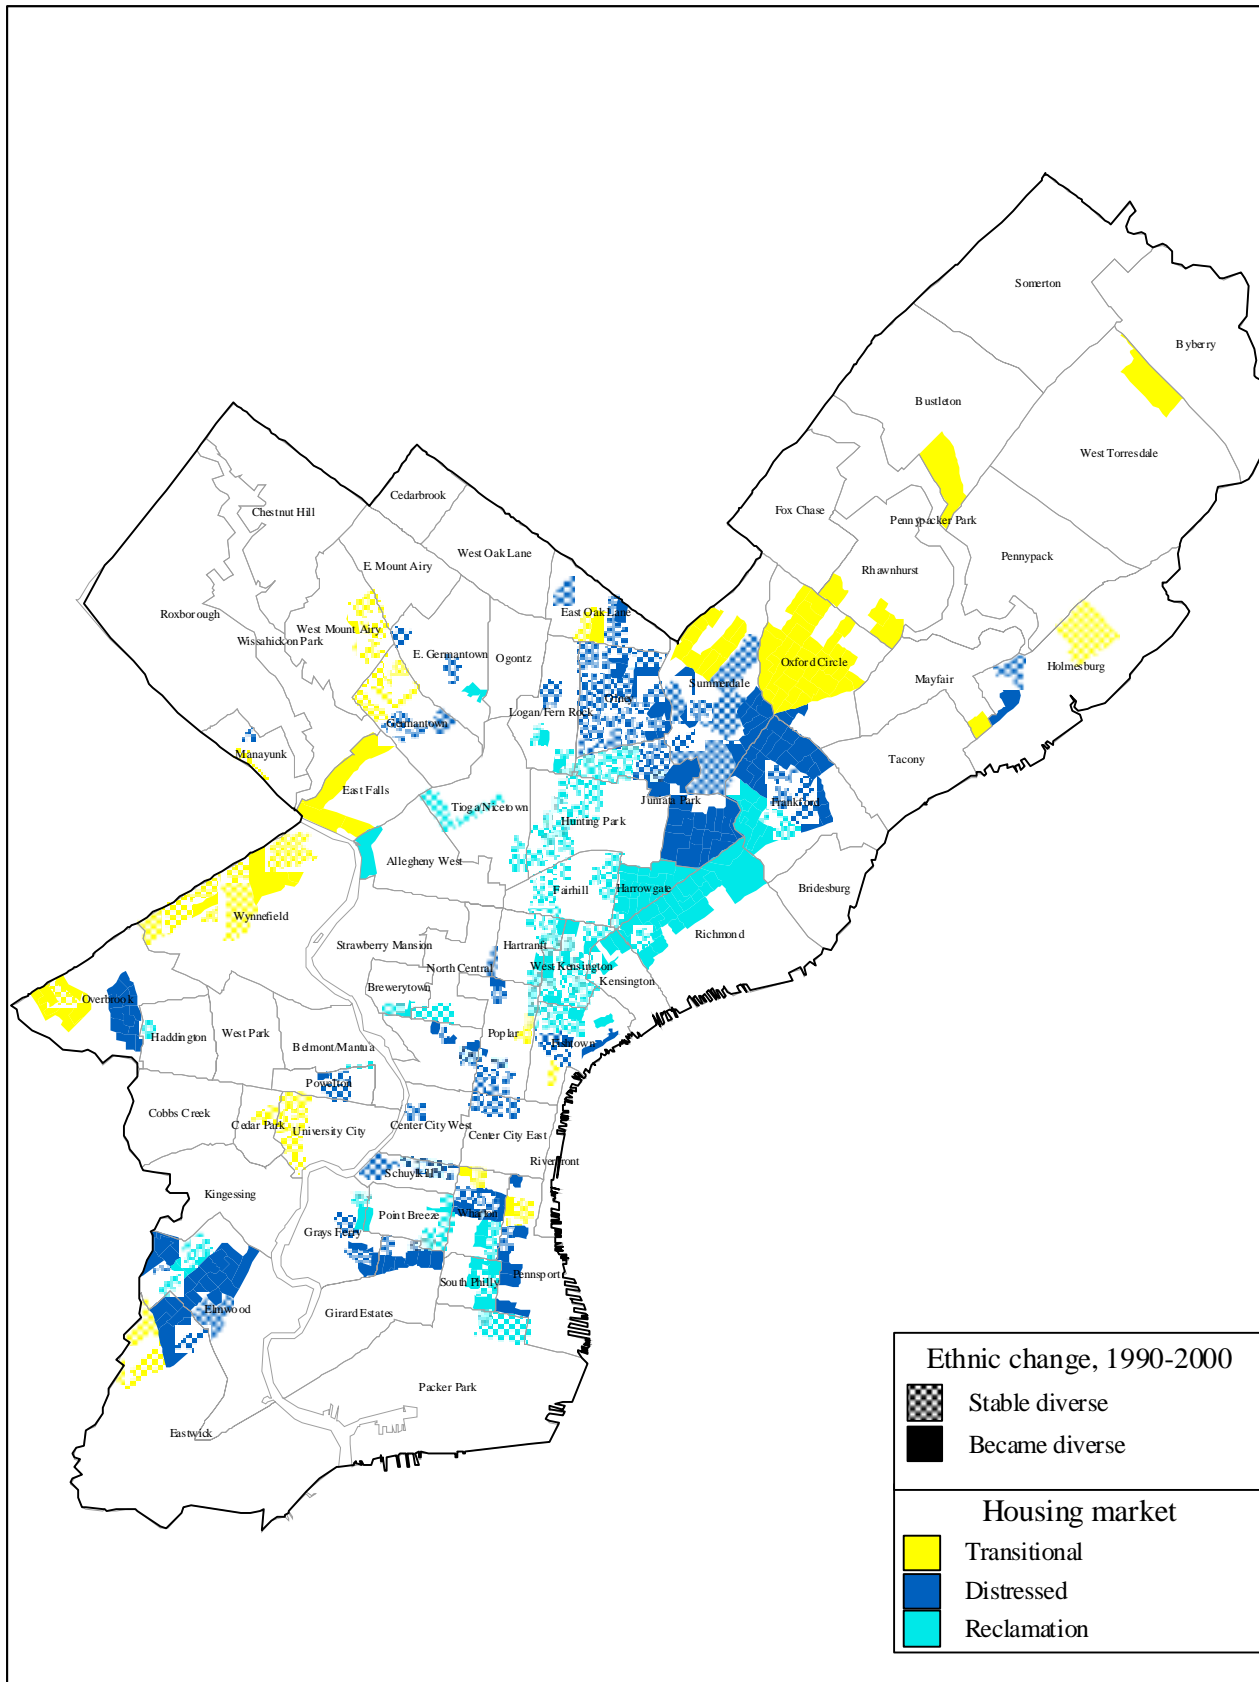 Somerton
Byberry
Bustleton
West Torresdale
Cedarbrook
Fox Chase
Chestnut Hill
Pennypacker Park
West Oak Lane
Pennypack
E. Mount Airy
Rhawnhurst
Roxborough
East Oak Lane
West Mount Airy
Wissahickon Park
E. Germantown
Ogontz
Oxford Circle
Holmesburg
Summerdale
Mayfair
Olney
Logan/Fern Rock
Germantown
Manayunk
Tacony
East Falls
Juniata Park
Frankford
Tioga/Nicetown
Hunting Park
Allegheny West
Fairhill
Harrowgate
Bridesburg
Wynnefield
Richmond
Strawberry Mansion
Hartranft
North Central
West Kensington
Kensington
Brewerytown
Overbrook
Haddington
West Park
Poplar
Fishtown
Belmont/Mantua
Powelton
Cobbs Creek
Cedar Park
University City
Center City West
Center City East
Riverfront
Schuylkill
Kingessing
Point Breeze
Wharton
Grays Ferry
Pennsport
South Philly
Elmwood
Girard Estates
Packer Park
Eastwick
Ethnic change, 1990-2000
Stable diverse
Became diverse
Housing market
Transitional
Distressed
Reclamation